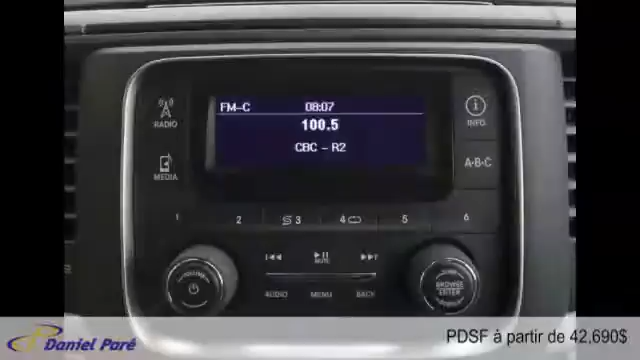 FM-C 08:07
100.5
CBC - R2
RADIO
INFO
MEDIA
A·B·C
1 2 3 4 5 6
MUTE
BROWSE
ENTER
AUDIO MENU BACK
Daniel Paré
PDSF à partir de 42,690$